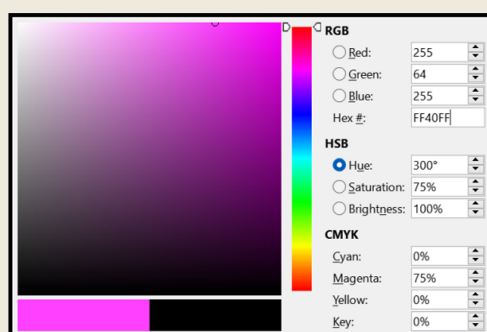 RGB
Red: 255
Green: 64
Blue: 255
Hex #: FF40FF
HSB
Hue: 300°
Saturation: 75%
Brightness: 100%
CMYK
Cyan: 0%
Magenta: 75%
Yellow: 0%
Key: 0%